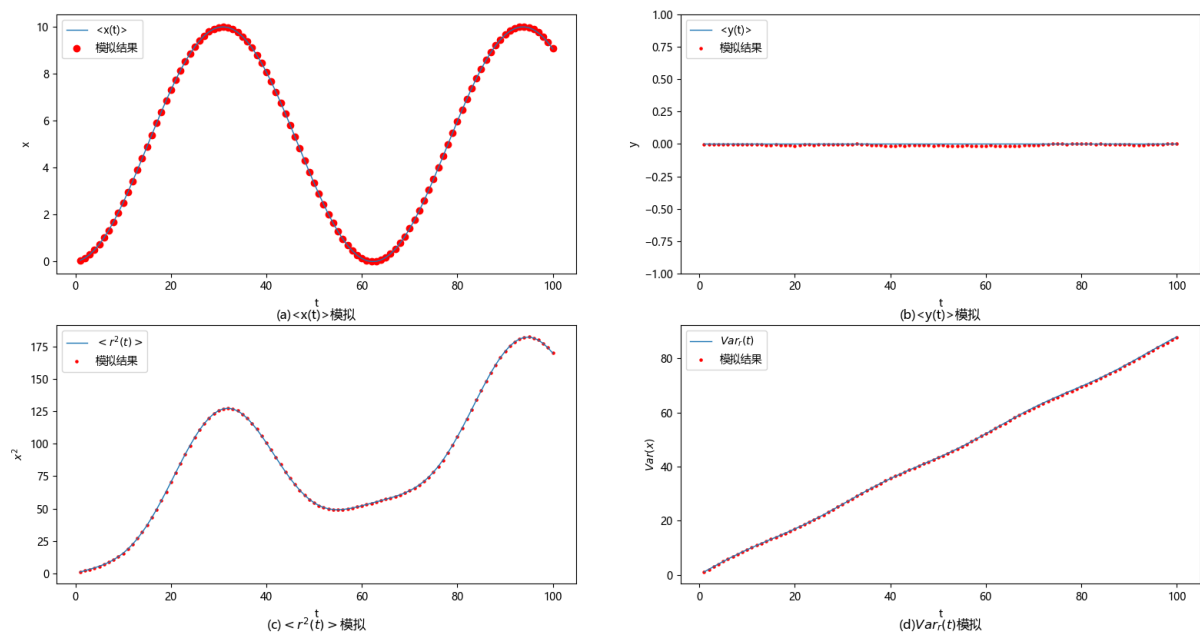 <x(t)>
模拟结果
10
8
6
4
2
0
x
0 20 40 60 80 100
t
(a)<x(t)>模拟
<y(t)>
模拟结果
1.00
0.75
0.50
0.25
0.00
−0.25
−0.50
−0.75
−1.00
y
0 20 40 60 80 100
t
(b)<y(t)>模拟
< r²(t) >
模拟结果
175
150
125
100
75
50
25
0
x²
0 20 40 60 80 100
t
(c)< r²(t) >模拟
Varᵣ(t)
模拟结果
80
60
40
20
0
Var(x)
0 20 40 60 80 100
t
(d)Varᵣ(t)模拟